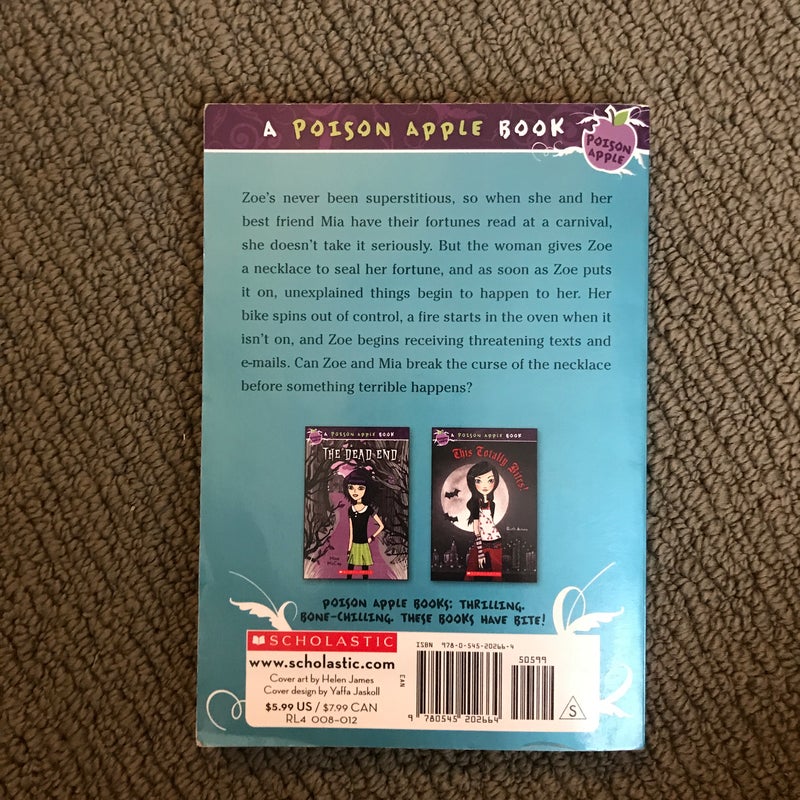 A POISON APPLE BOOK
POISON
APPLE
Zoe's never been superstitious, so when she and her
best friend Mia have their fortunes read at a carnival,
she doesn't take it seriously. But the woman gives Zoe
a necklace to seal her fortune, and as soon as Zoe puts
it on, unexplained things begin to happen to her. Her
bike spins out of control, a fire starts in the oven when it
isn't on, and Zoe begins receiving threatening texts and
e-mails. Can Zoe and Mia break the curse of the necklace
before something terrible happens?
A POISON APPLE BOOK
THE DEAD END
Mimi
McCoy
SCHOLASTIC
A POISON APPLE BOOK
This Totally Bites!
Ruth Ames
SCHOLASTIC
POISON APPLE BOOKS: THRILLING.
BONE-CHILLING. THESE BOOKS HAVE BITE!
SCHOLASTIC
www.scholastic.com
Cover art by Helen James
Cover design by Yaffa Jaskoll
$5.99 US / $7.99 CAN
RL4 008-012
EAN
ISBN 978-0-545-20266-4
50599
9 780545 202664
S